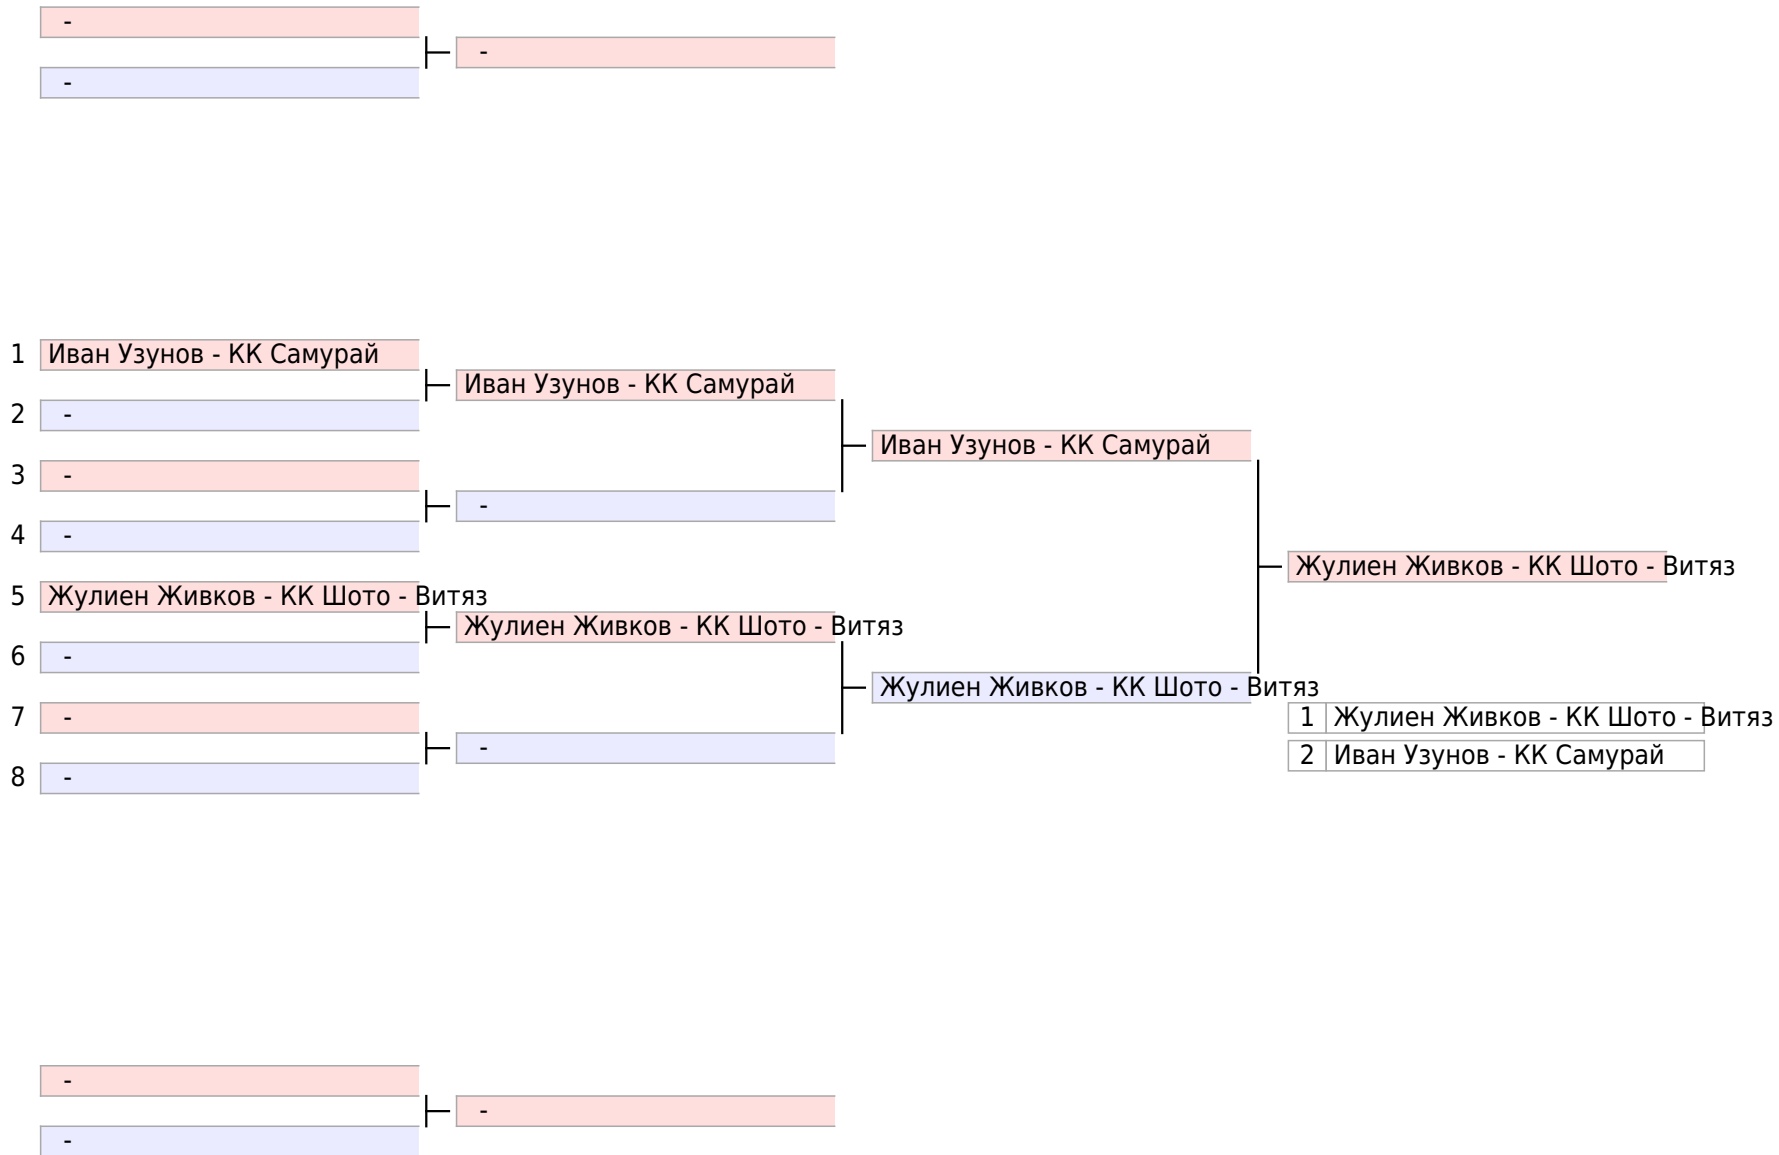 -
-
-
1 Иван Узунов - КК Самурай
Иван Узунов - КК Самурай
2 -
Иван Узунов - КК Самурай
3 -
-
4 -
Жулиен Живков - КК Шото - Витяз
5 Жулиен Живков - КК Шото - Витяз
Жулиен Живков - КК Шото - Витяз
6 -
Жулиен Живков - КК Шото - Витяз
7 -
1 Жулиен Живков - КК Шото - Витяз
-
2 Иван Узунов - КК Самурай
8 -
-
-
-